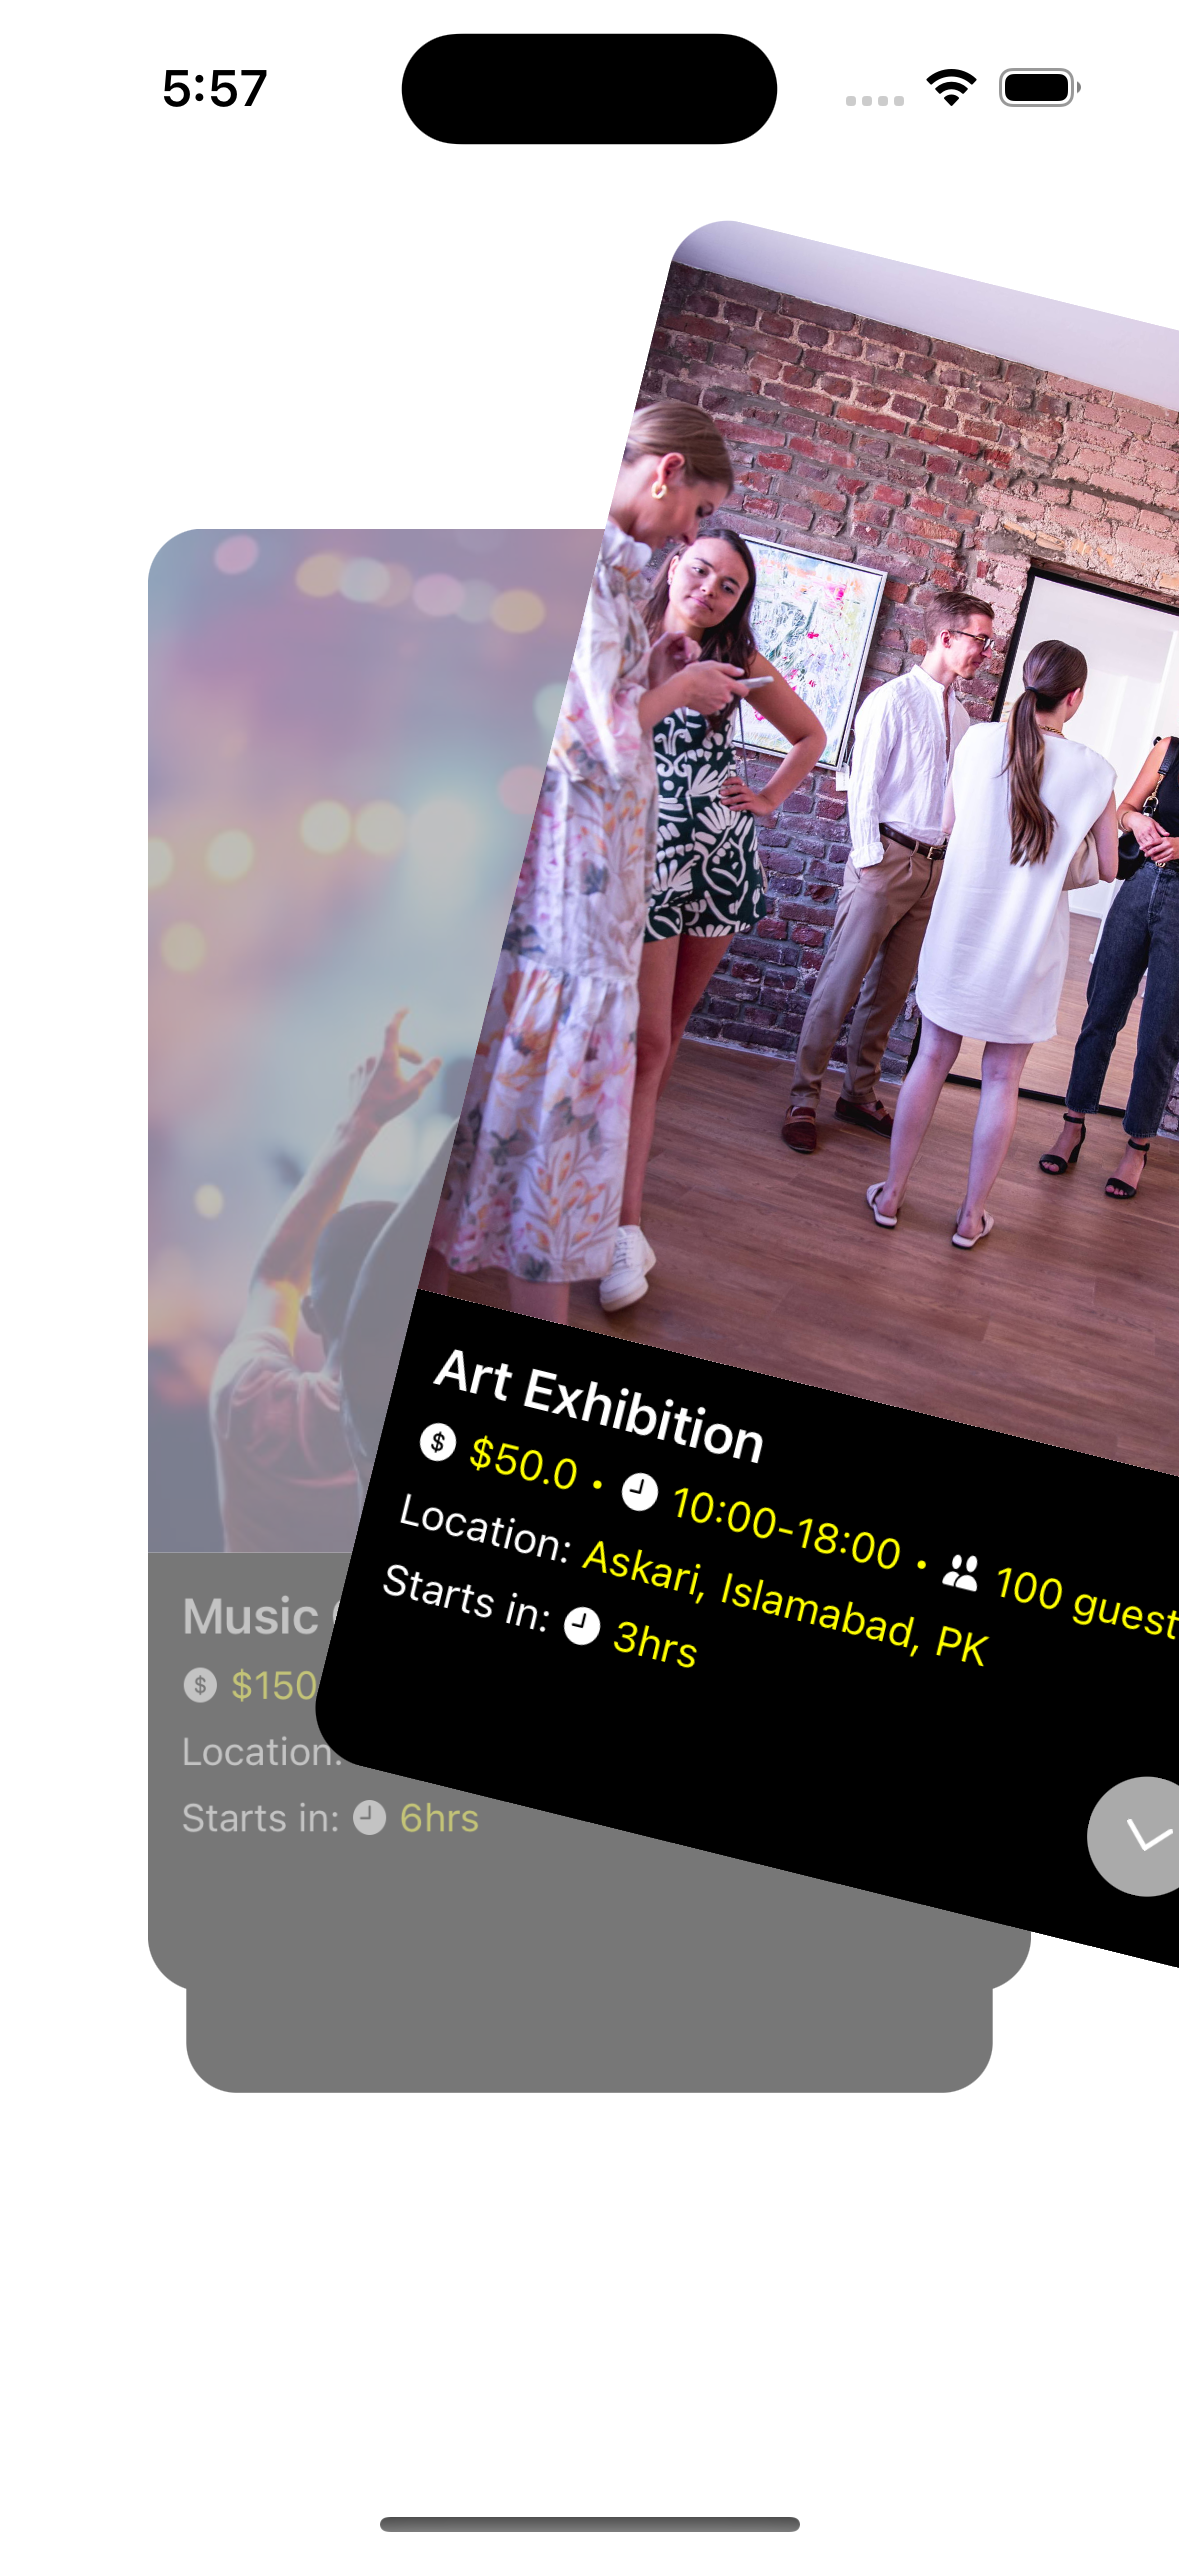 5:57
Art Exhibition
$ $50.0 • 10:00-18:00 • 100 guest
Location: Askari, Islamabad, PK
Starts in: 3hrs
Music
$ $150
Location:
Starts in: 6hrs